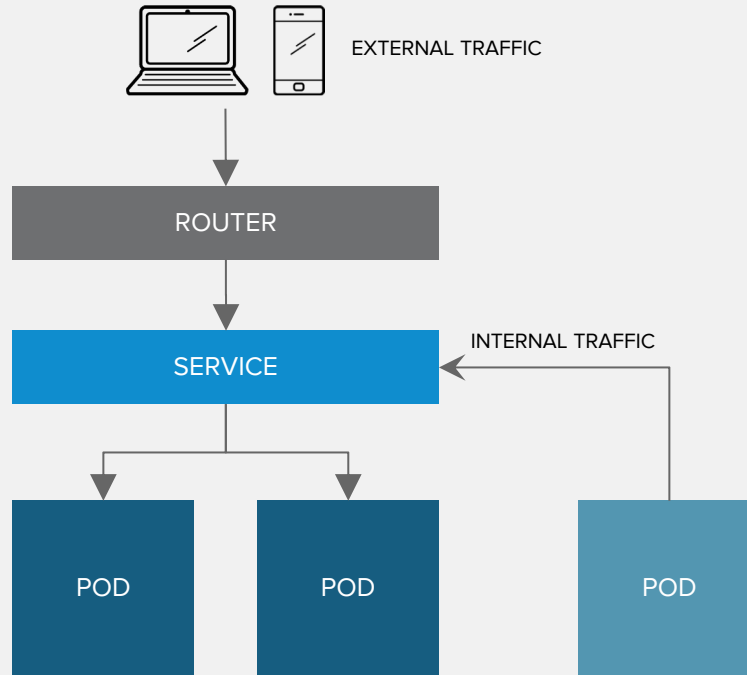 EXTERNAL TRAFFIC
ROUTER
INTERNAL TRAFFIC
SERVICE
POD
POD
POD